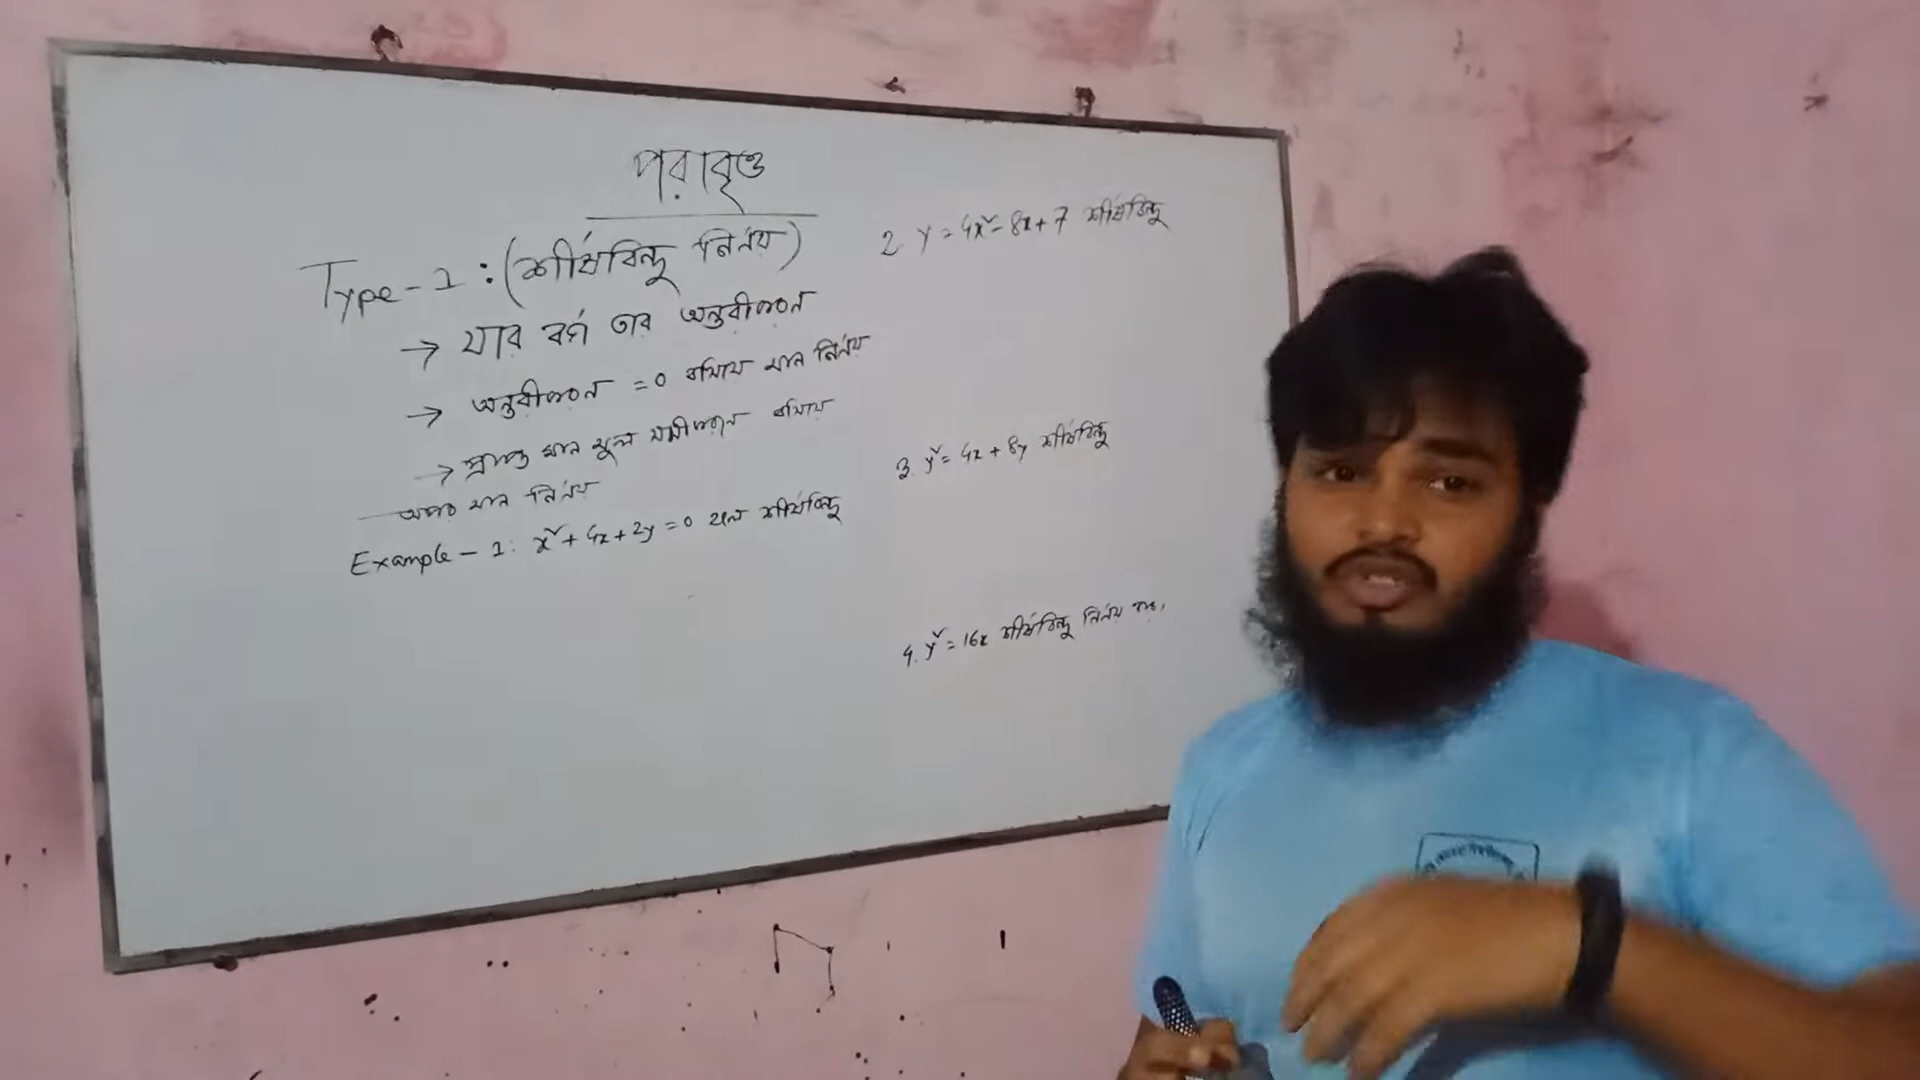 পরাবৃত্ত
Type-1: (শীর্ষবিন্দু নির্ণয়)
→ যার বর্গ তার অন্তরীকরণ
→ অন্তরীকরণ = 0 বসিয়ে মান নির্ণয়
→ প্রাপ্ত মান মূল সমীকরণে বসিয়ে
অপর মান নির্ণয়
Example-1: x² + 4x + 2y = 0 হলে শীর্ষবিন্দু
2. y = 4x² - 8x + 7 শীর্ষবিন্দু
3. y² = 4x + 8y শীর্ষবিন্দু
4. y² = 16x শীর্ষবিন্দু নির্ণয় কর।